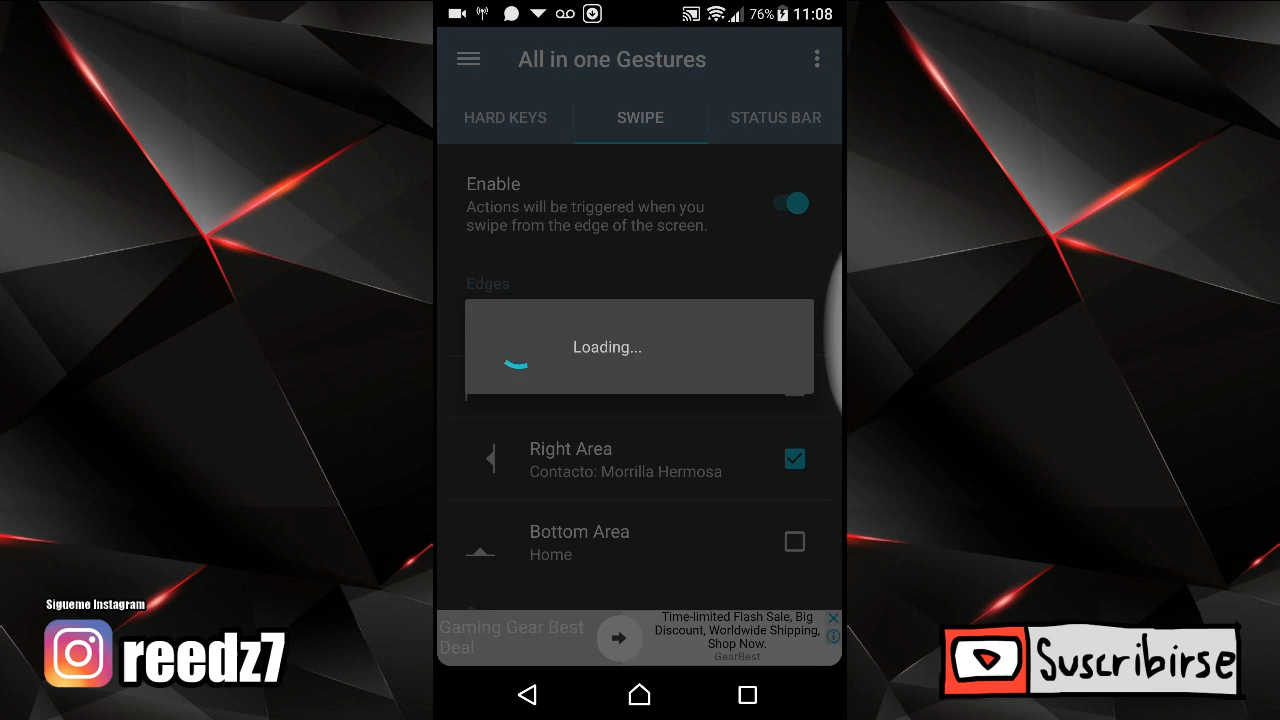 76% 11:08
All in one Gestures
HARD KEYS SWIPE STATUS BAR
Enable
Actions will be triggered when you
swipe from the edge of the screen.
Edges
Loading...
Right Area
Contacto: Morrilla Hermosa
Bottom Area
Home
Gaming Gear Best
Deal
Time-limited Flash Sale, Big
Discount, Worldwide Shipping,
Shop Now.
GearBest
Sigueme Instagram
reedz7
Suscribirse